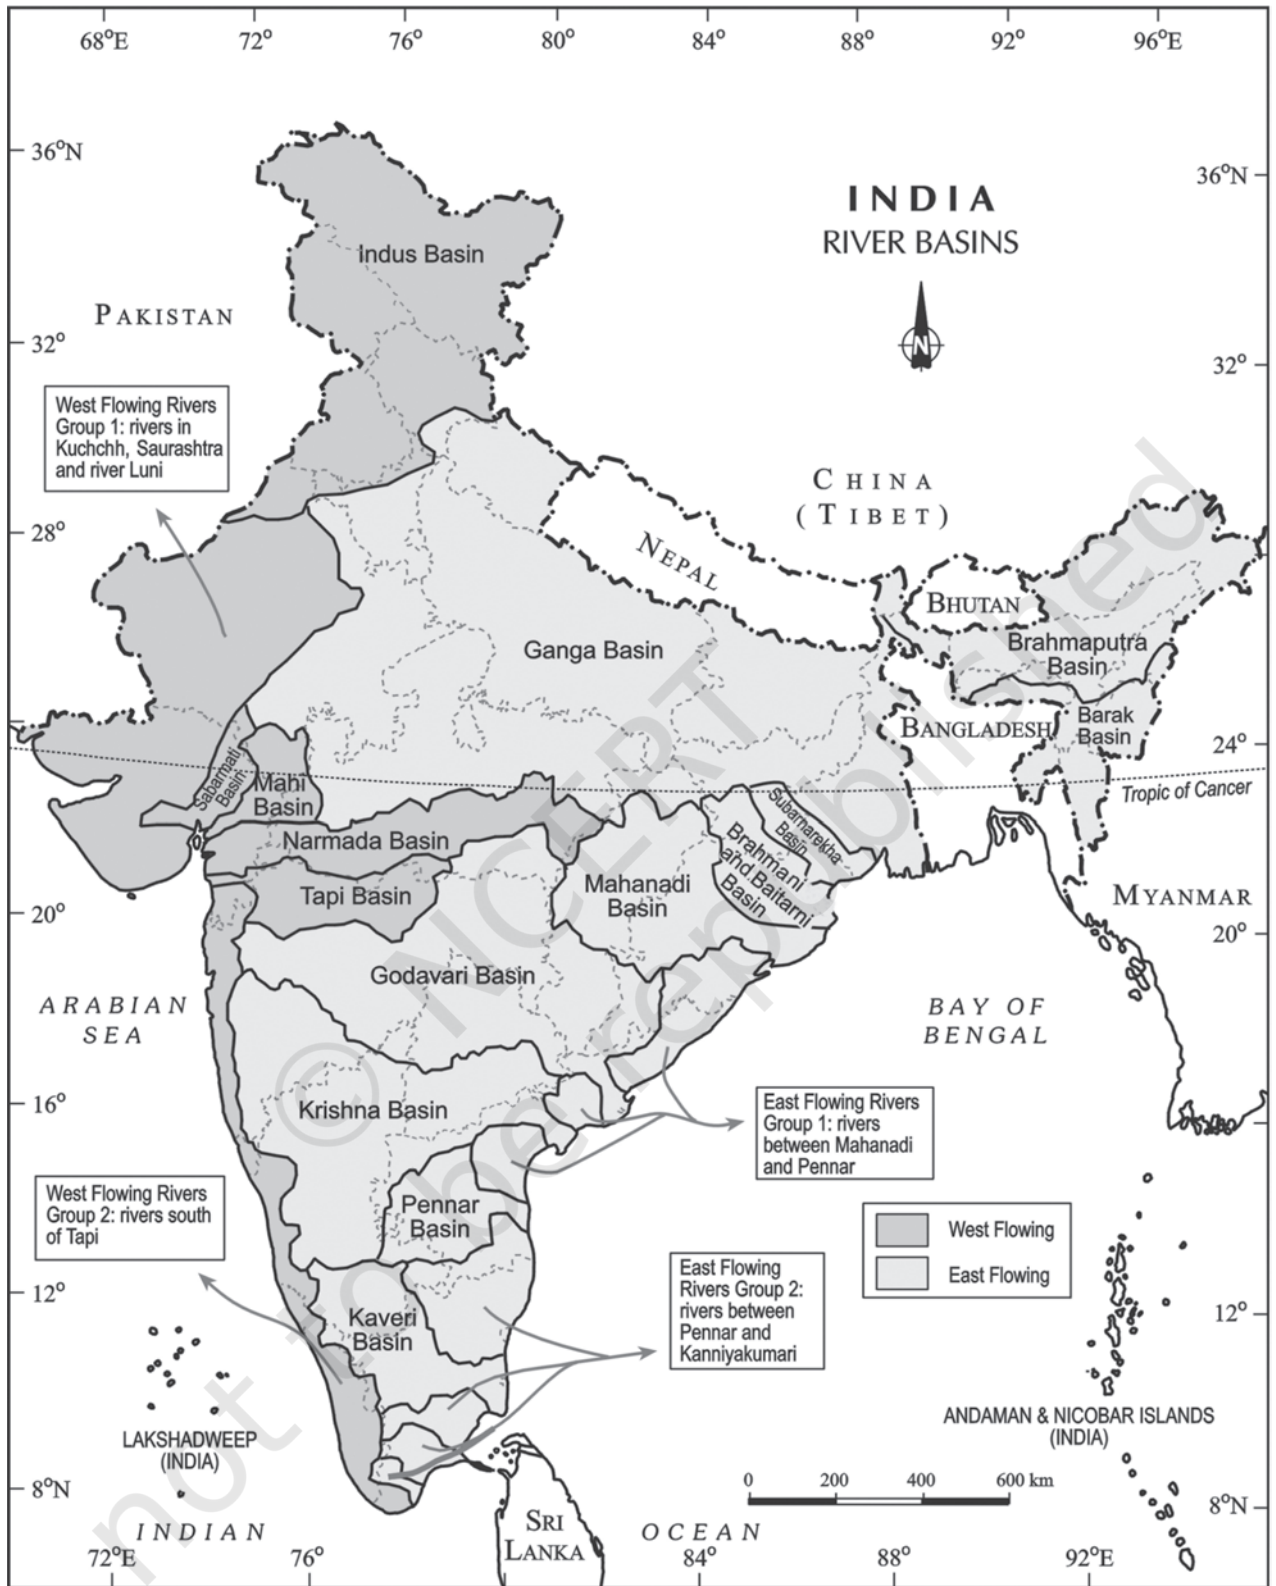 68°E 72° 76° 80° 84° 88° 92° 96°E
36°N
36°N
INDIA
RIVER BASINS
N
Indus Basin
PAKISTAN
32°
32°
West Flowing Rivers
Group 1: rivers in
Kuchchh, Saurashtra
and river Luni
CHINA
(TIBET)
28°
NEPAL
BHUTAN
Brahmaputra
Basin
Ganga Basin
BANGLADESH
Barak
Basin
24°
Sabarmati
Basin
Mahi
Basin
Tropic of Cancer
Subarnarekha
Basin
Narmada Basin
Brahmani
and Baitarni
Basin
Tapi Basin
Mahanadi
Basin
MYANMAR
20°
20°
Godavari Basin
ARABIAN
SEA
BAY OF
BENGAL
16°
Krishna Basin
East Flowing Rivers
Group 1: rivers
between Mahanadi
and Pennar
West Flowing Rivers
Group 2: rivers south
of Tapi
Pennar
Basin
West Flowing
East Flowing
East Flowing
Rivers Group 2:
rivers between
Pennar and
Kanniyakumari
12°
12°
Kaveri
Basin
LAKSHADWEEP
(INDIA)
ANDAMAN & NICOBAR ISLANDS
(INDIA)
0 200 400 600 km
8°N
8°N
INDIAN
SRI
LANKA
OCEAN
72°E 76° 84° 88° 92°E
© NCERT
not to be republished